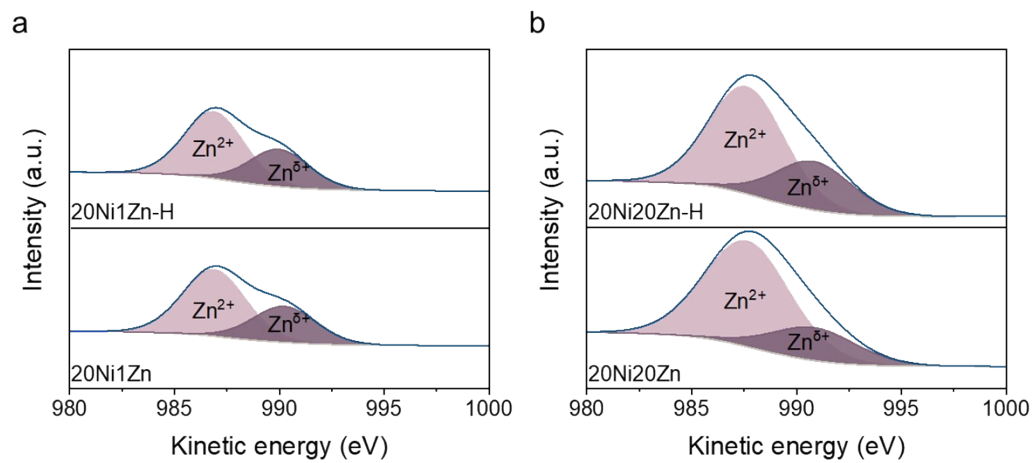 a
Intensity (a.u.)
Zn²⁺
Znᵟ⁺
20Ni1Zn-H
Zn²⁺
Znᵟ⁺
20Ni1Zn
980 985 990 995 1000
Kinetic energy (eV)
b
Intensity (a.u.)
Zn²⁺
Znᵟ⁺
20Ni20Zn-H
Zn²⁺
Znᵟ⁺
20Ni20Zn
980 985 990 995 1000
Kinetic energy (eV)